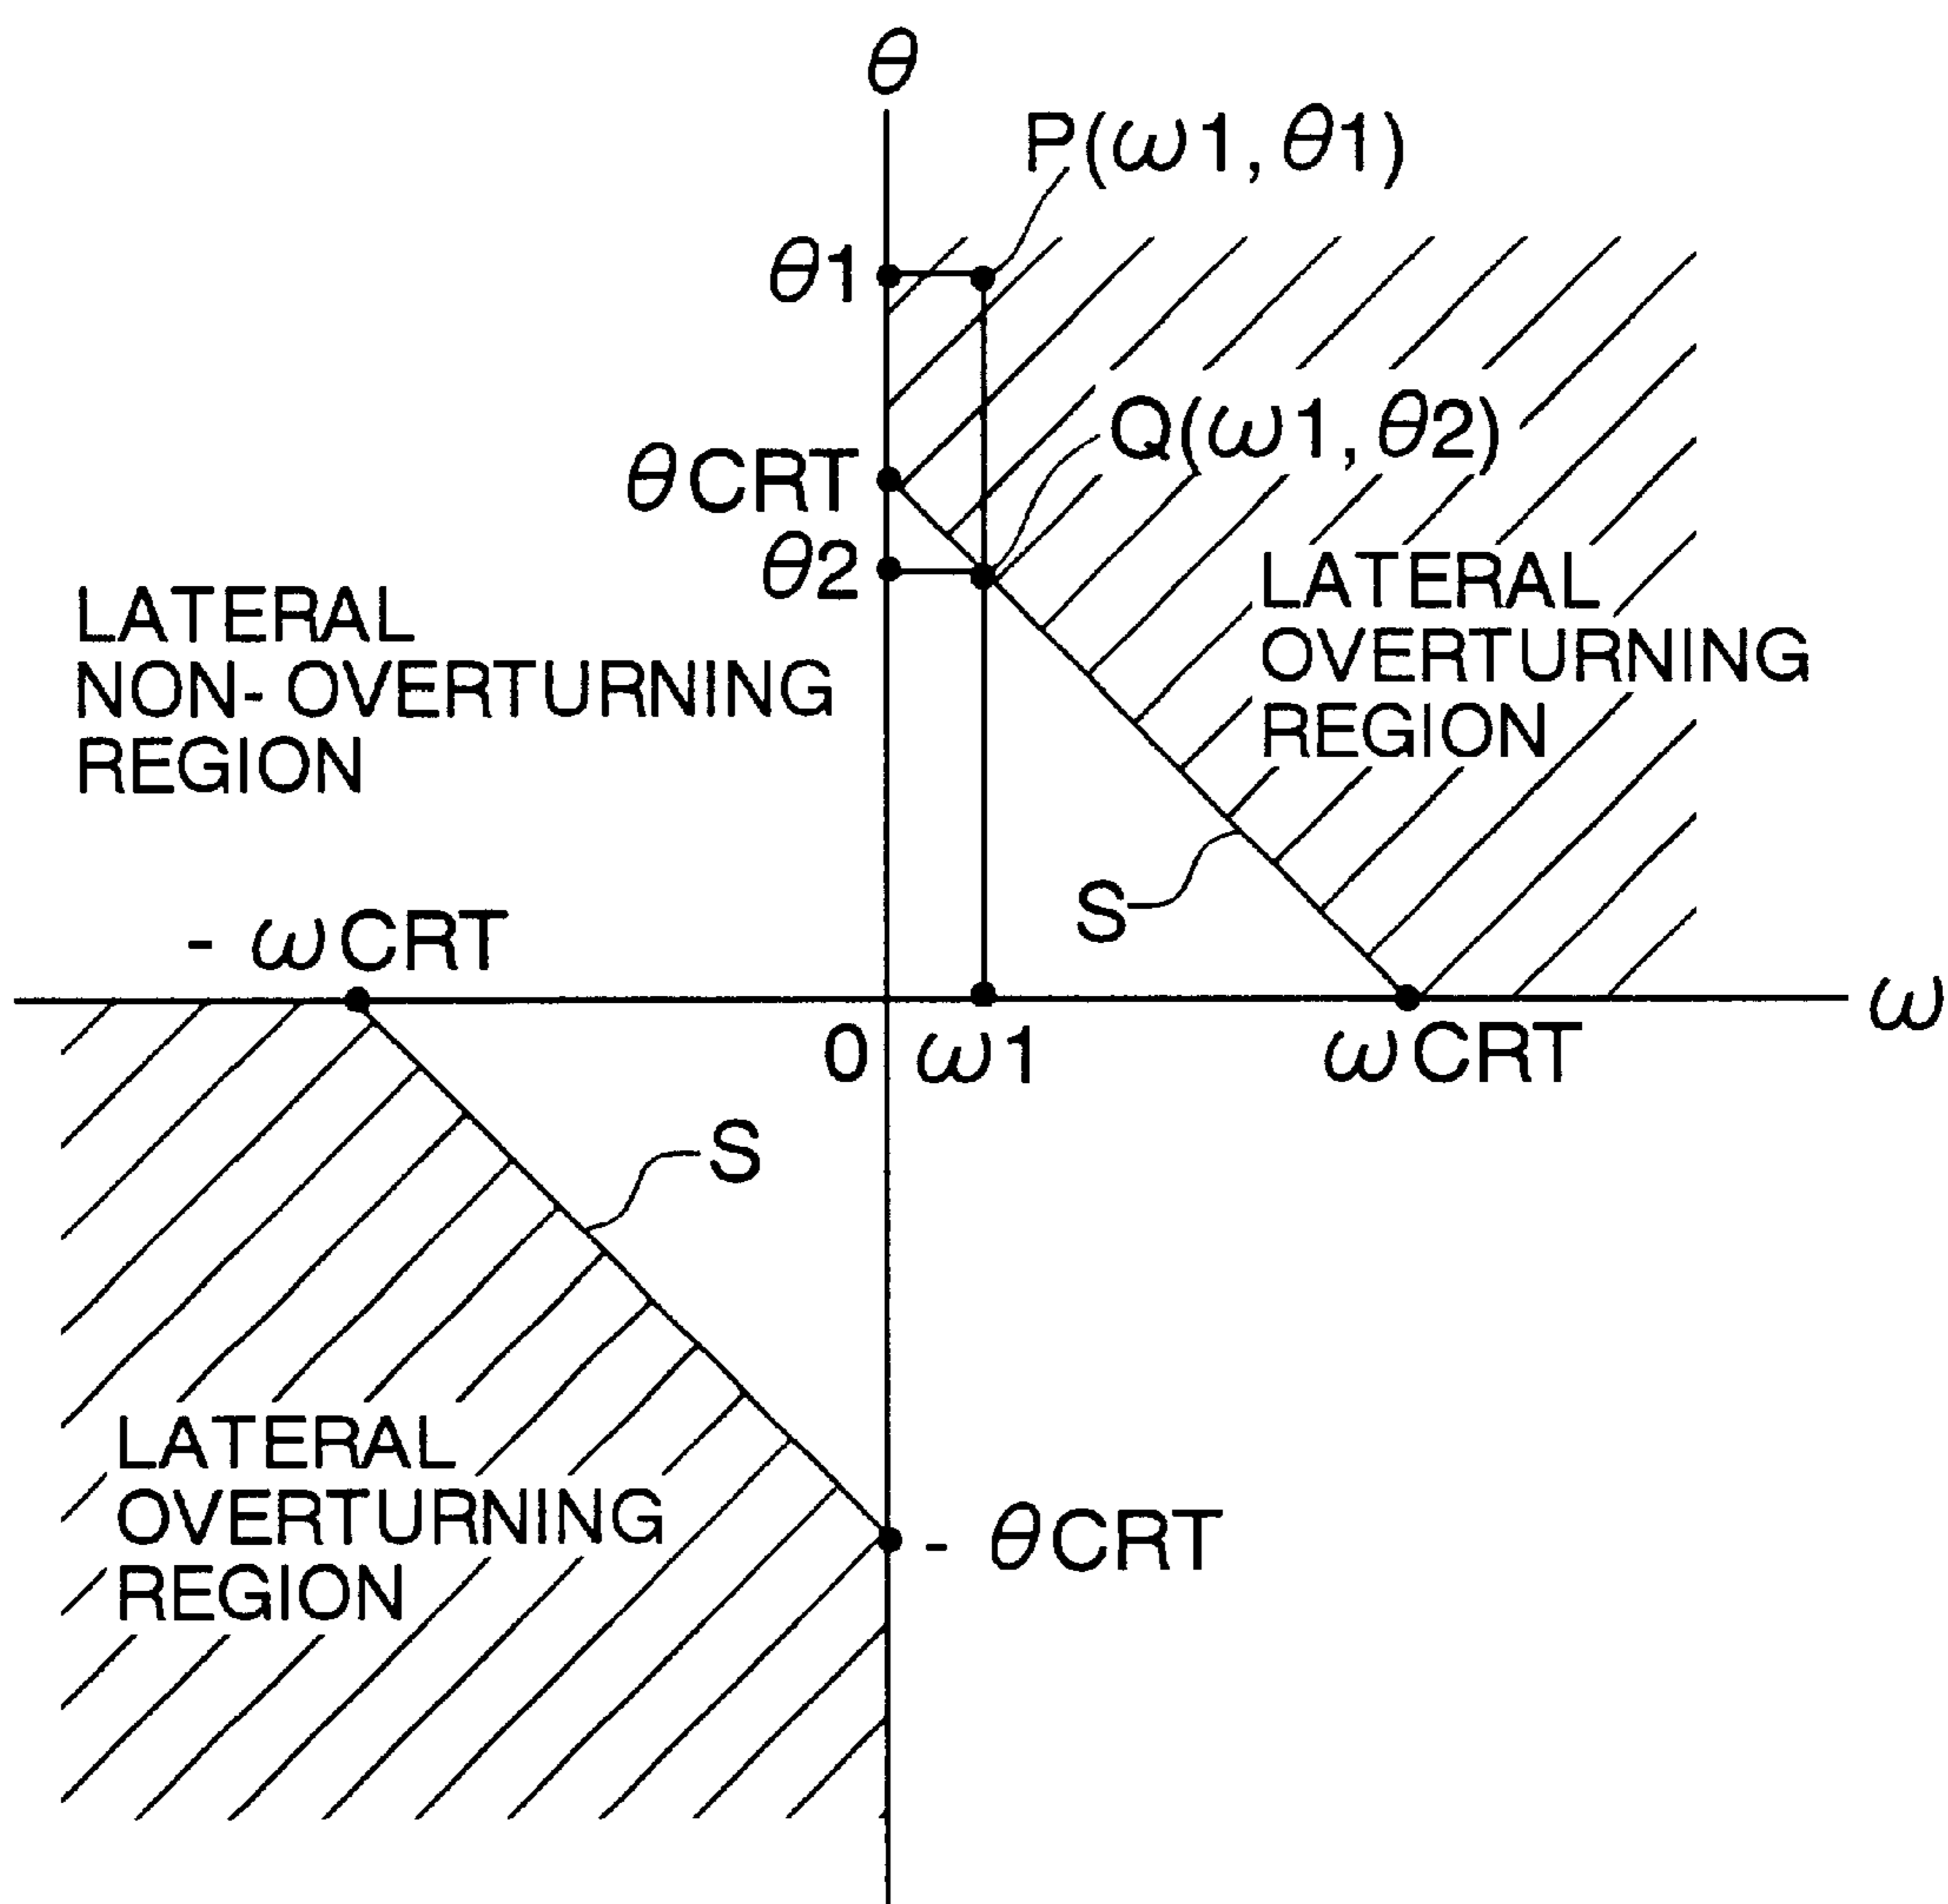 θ
P(ω1,θ1)
θ1
Q(ω1,θ2)
θCRT
θ2
LATERAL
NON-OVERTURNING
REGION
LATERAL
OVERTURNING
REGION
S
- ωCRT
ω
0
ω1
ωCRT
S
LATERAL
OVERTURNING
REGION
- θCRT